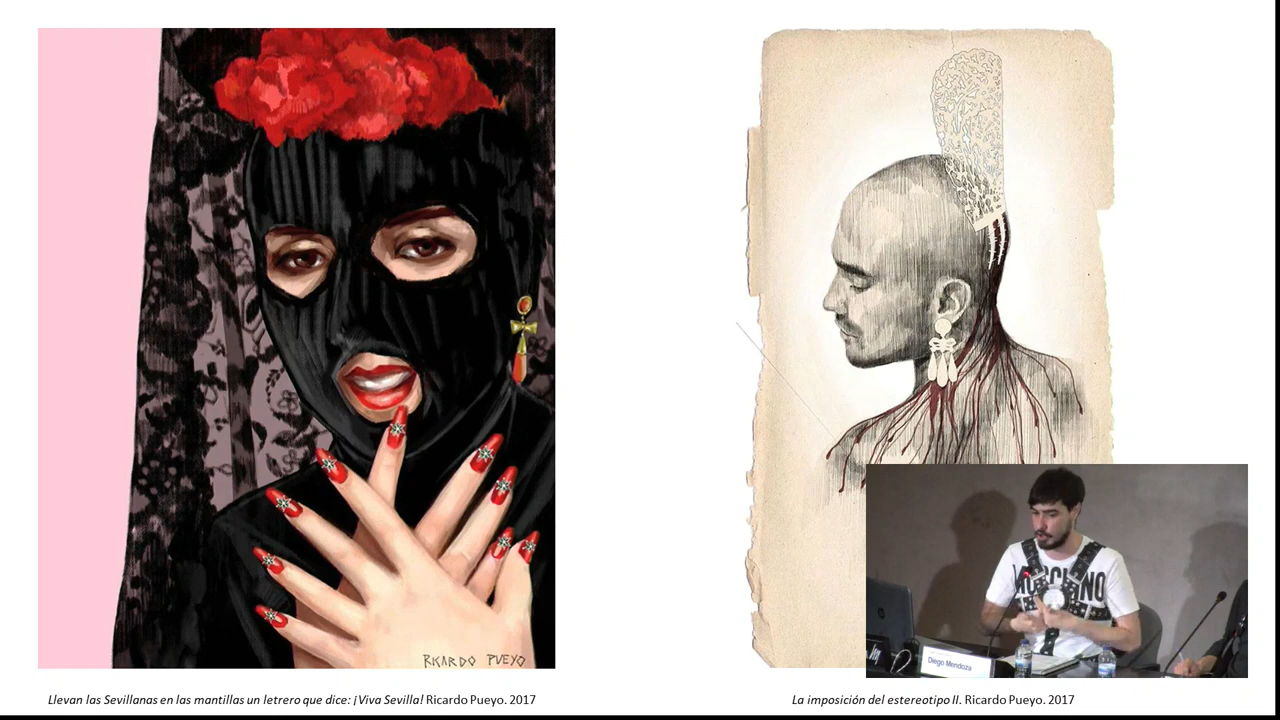 RICARDO PUEYO
MOSCHINO
Diego Mendoza
Llevan las Sevillanas en las mantillas un letrero que dice: ¡Viva Sevilla! Ricardo Pueyo. 2017
La imposición del estereotipo II. Ricardo Pueyo. 2017